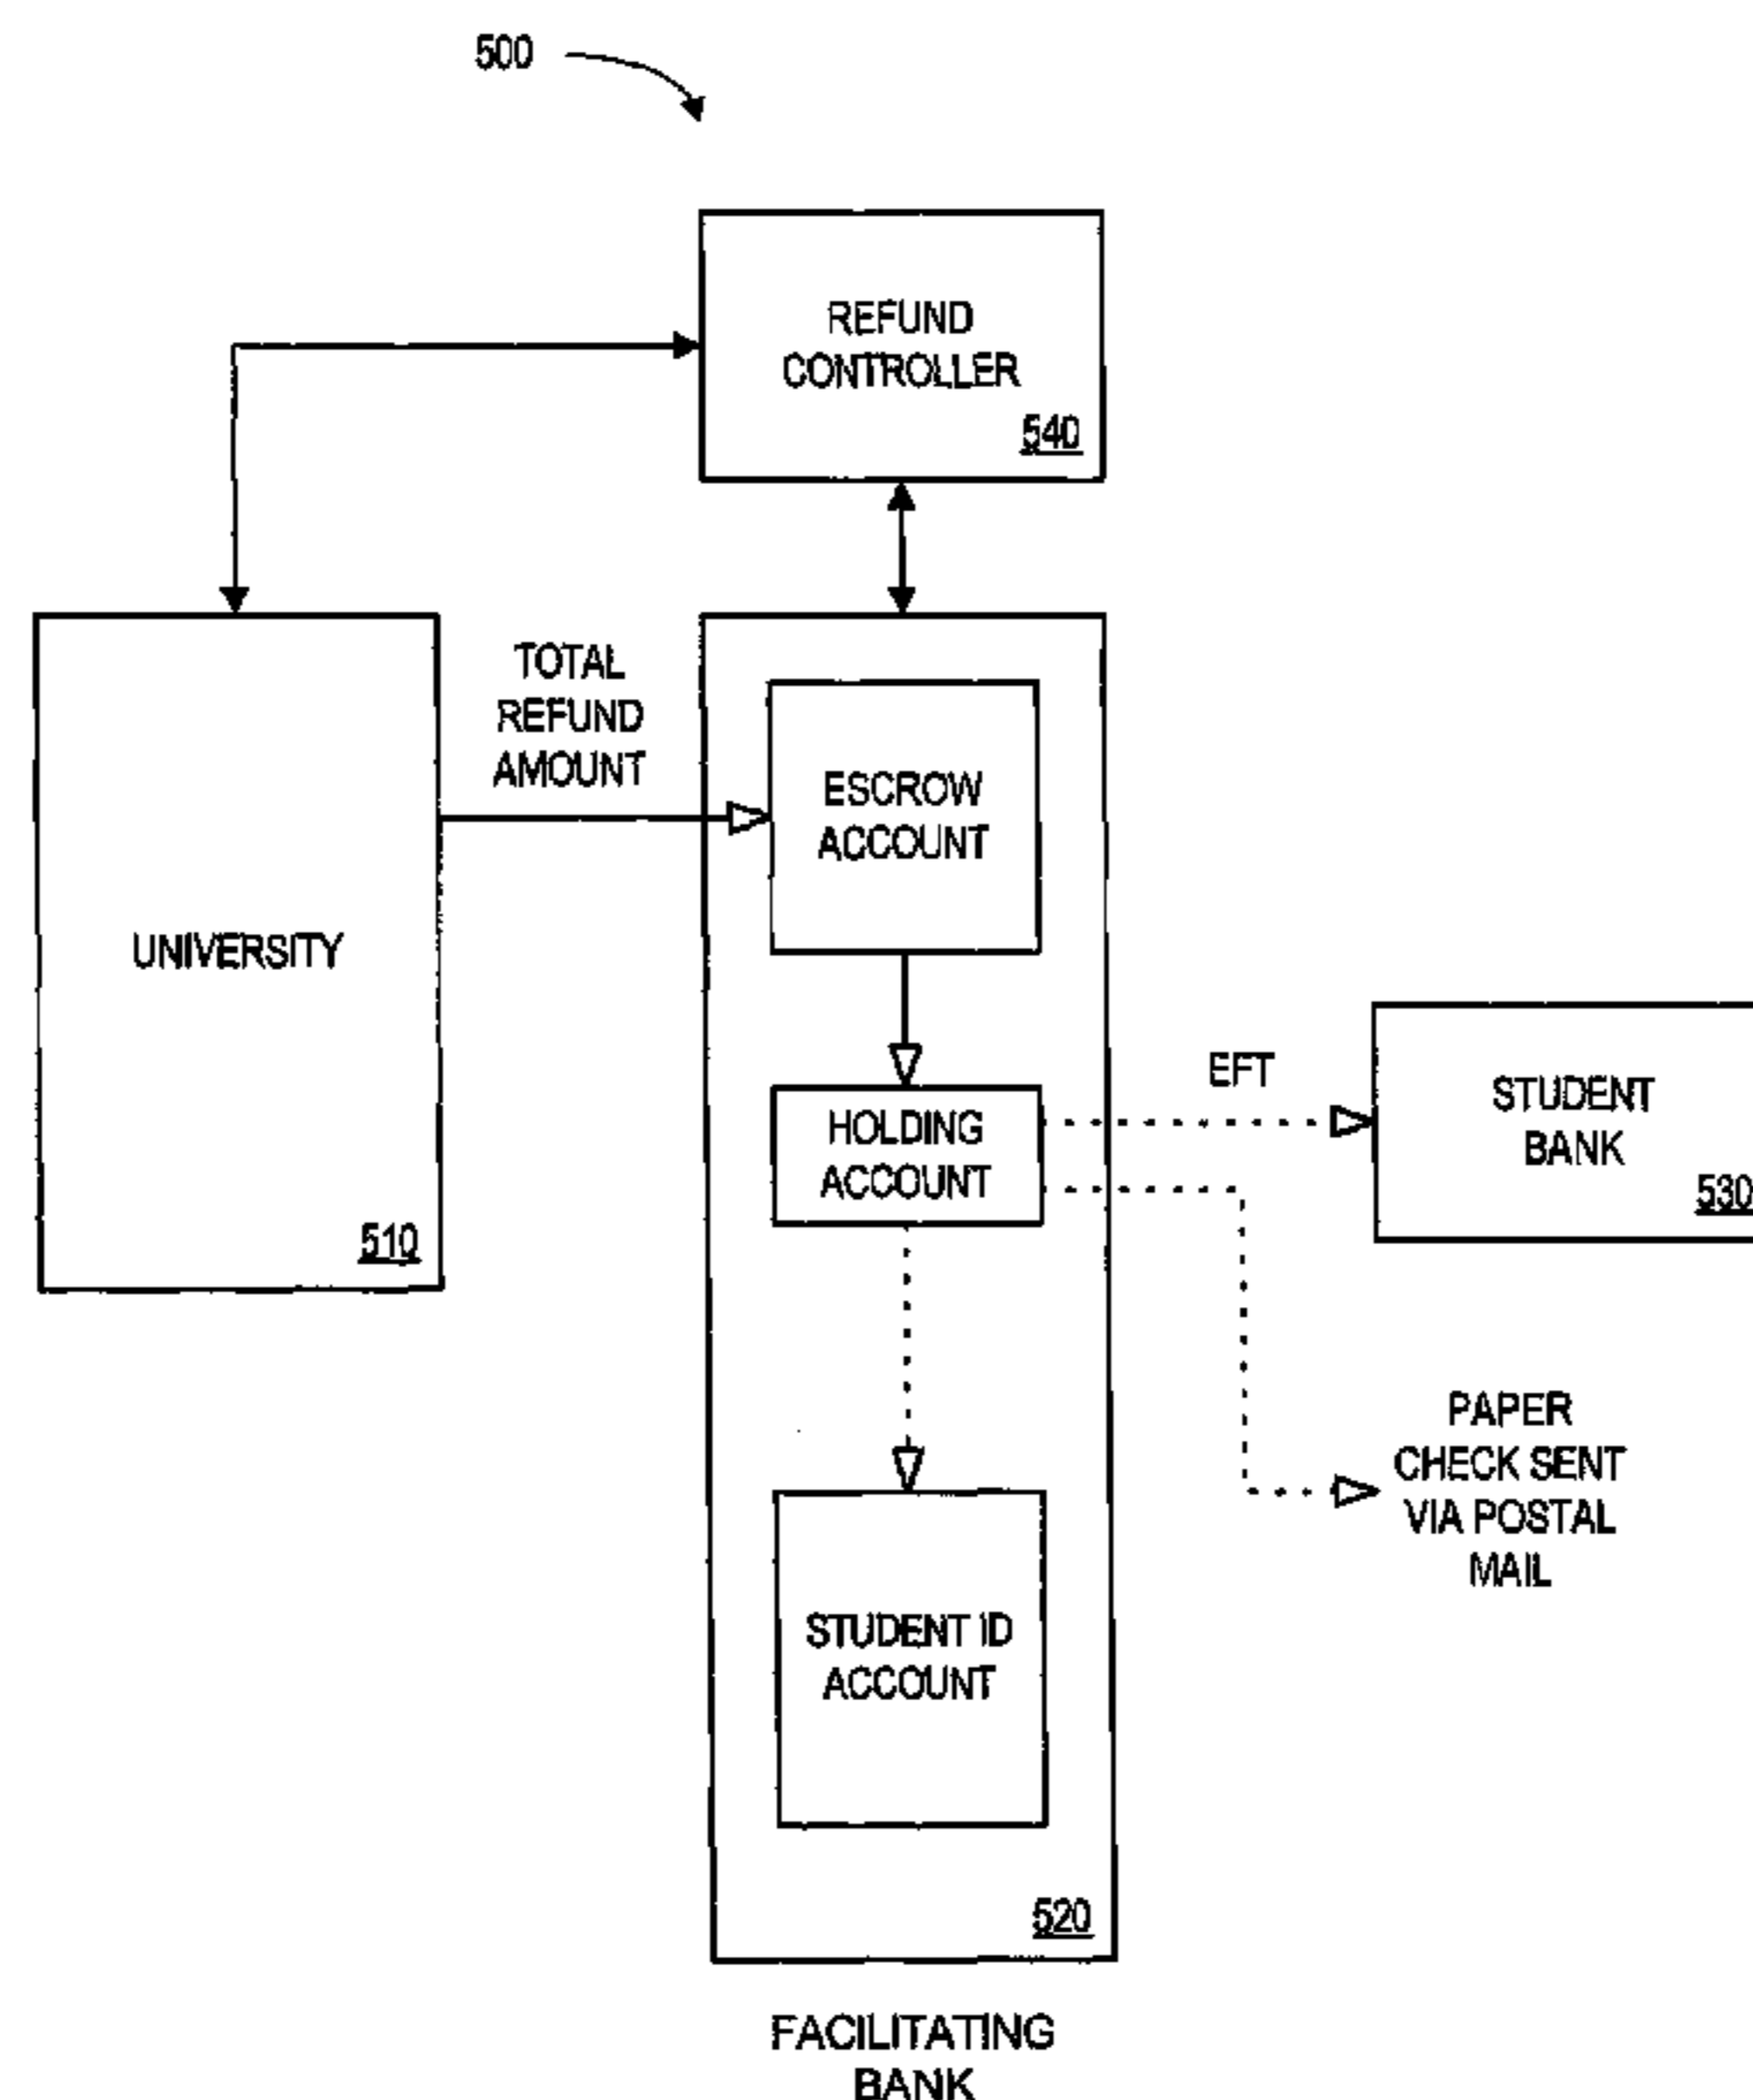 500
REFUND
CONTROLLER
540
TOTAL
REFUND
AMOUNT
ESCROW
ACCOUNT
UNIVERSITY
510
HOLDING
ACCOUNT
EFT
STUDENT
BANK
530
PAPER
CHECK SENT
VIA POSTAL
MAIL
STUDENT ID
ACCOUNT
520
FACILITATING
BANK